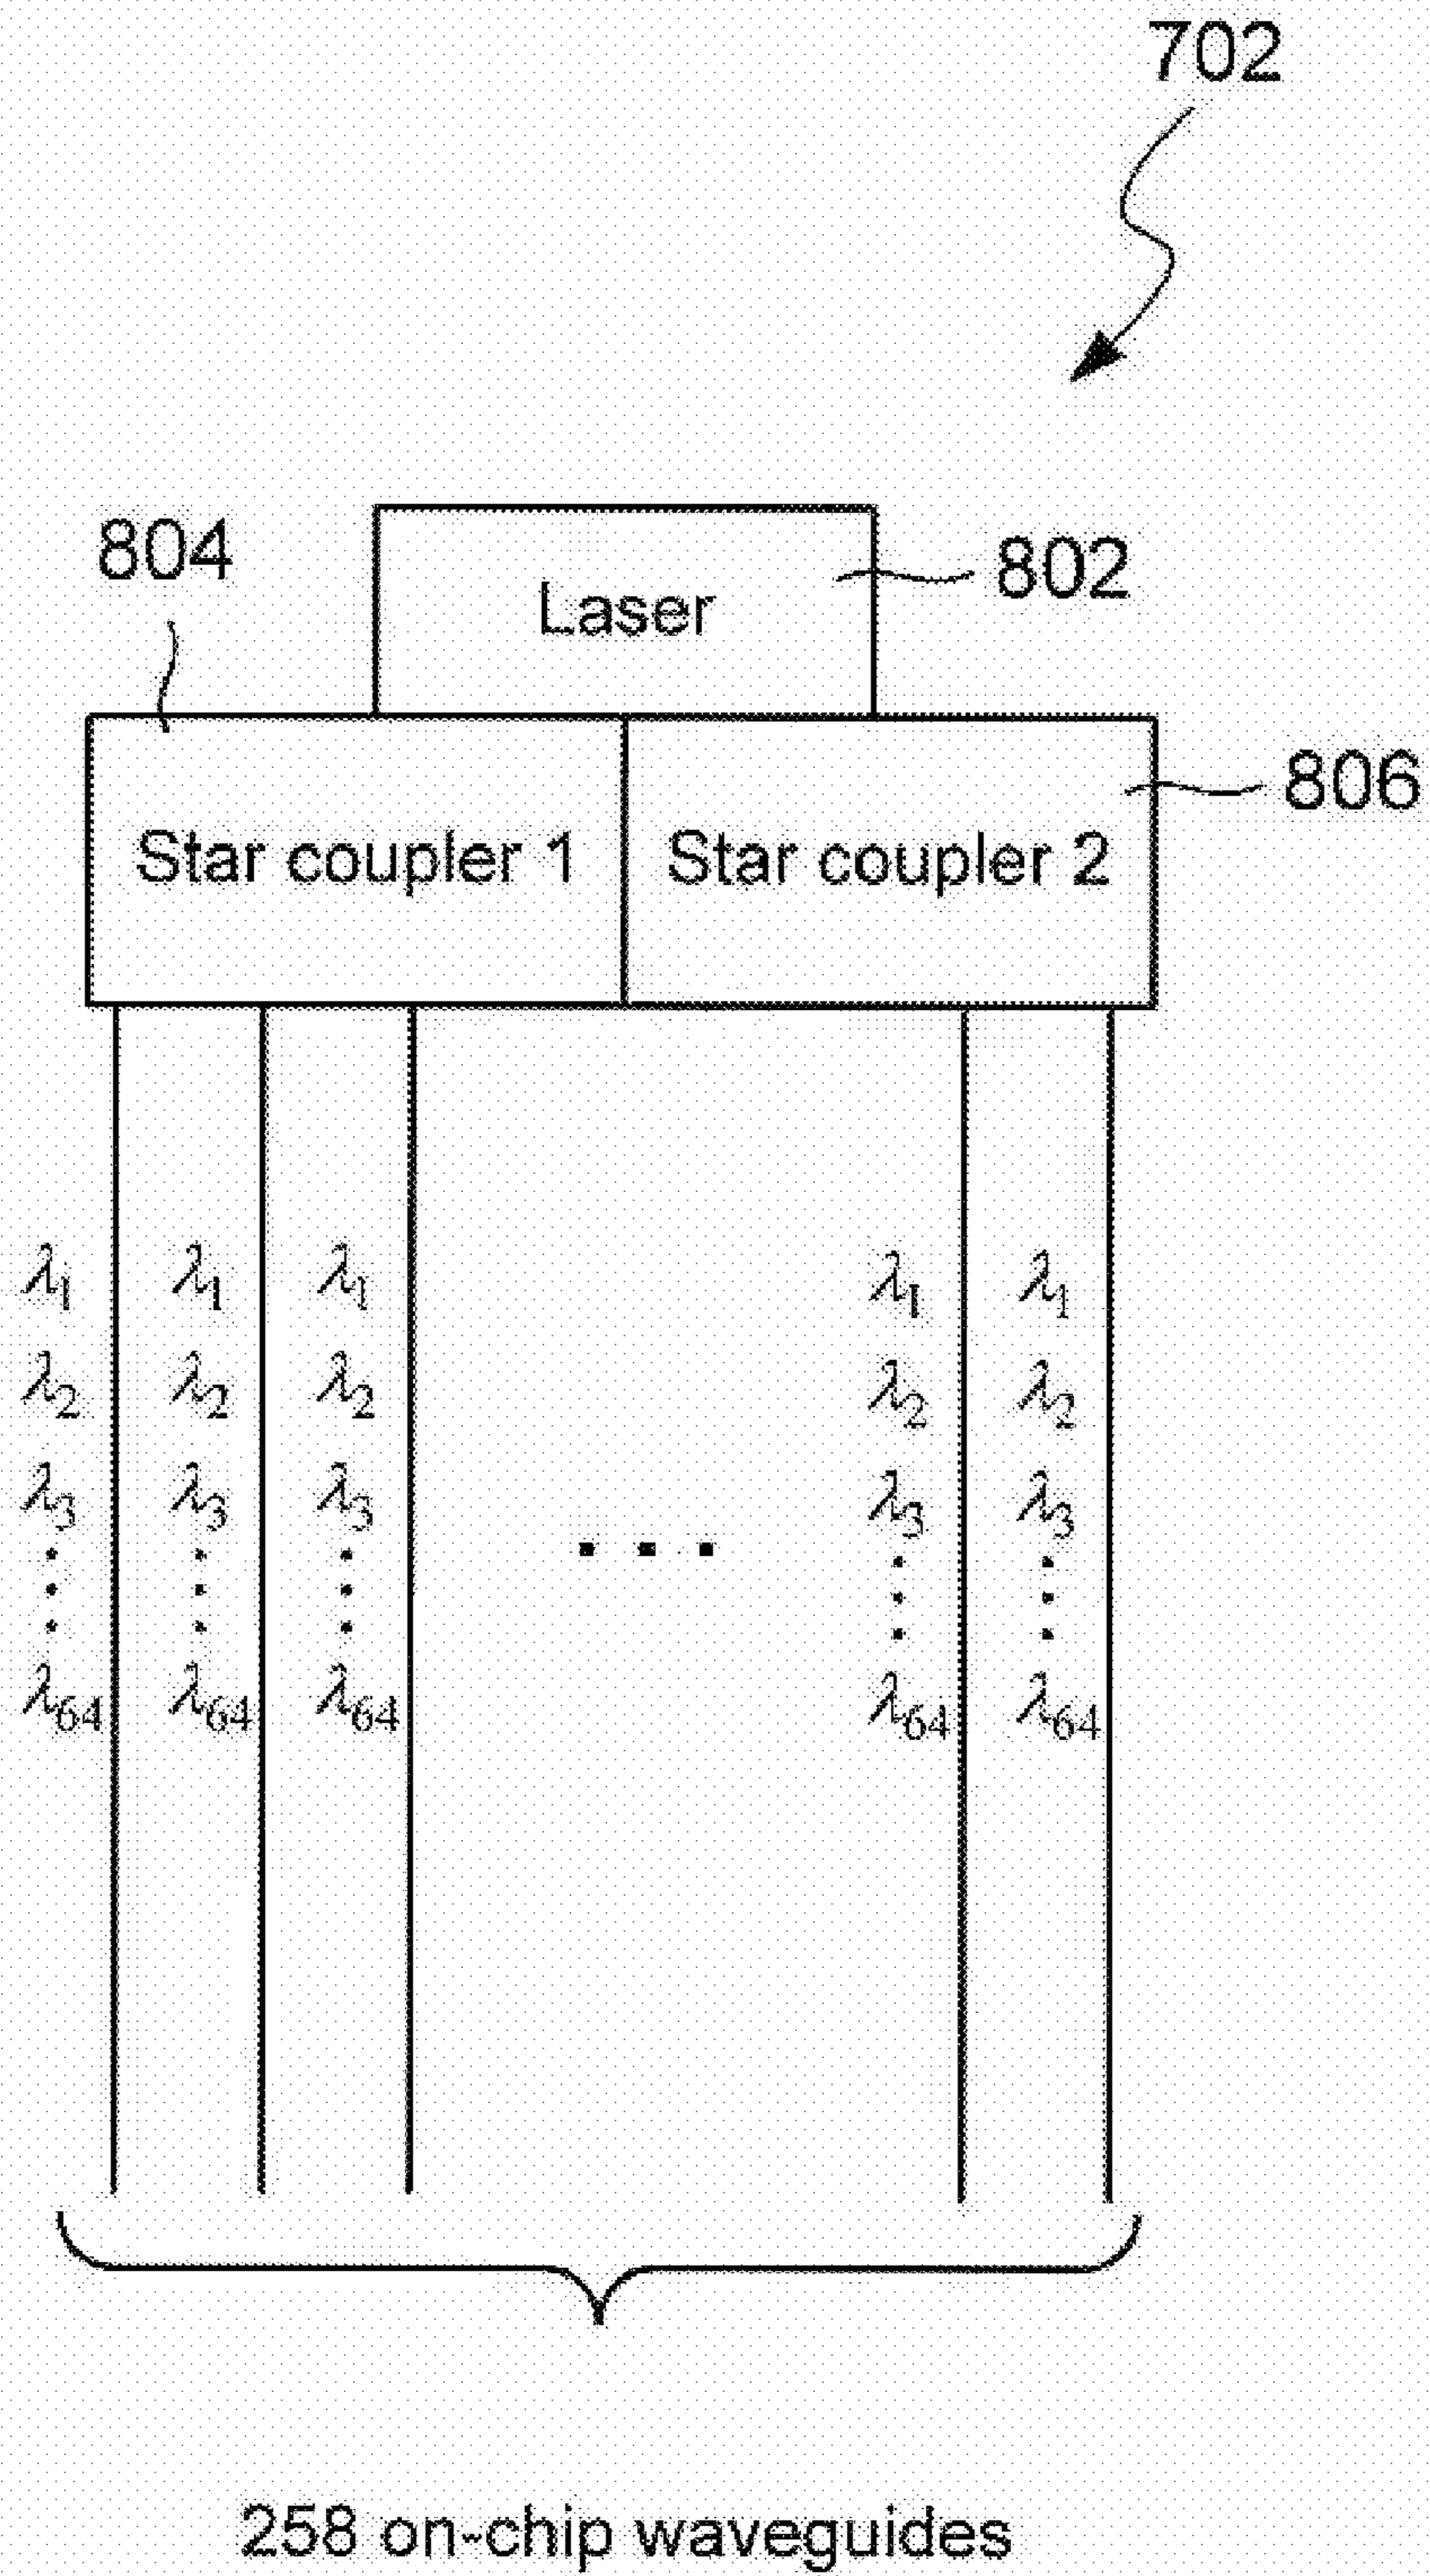 702
804
802
Laser
806
Star coupler 1 Star coupler 2
λ1 λ1 λ1 λ1 λ1
λ2 λ2 λ2 λ2 λ2
λ3 λ3 λ3 . . . λ3 λ3
λ64 λ64 λ64 λ64 λ64
258 on-chip waveguides